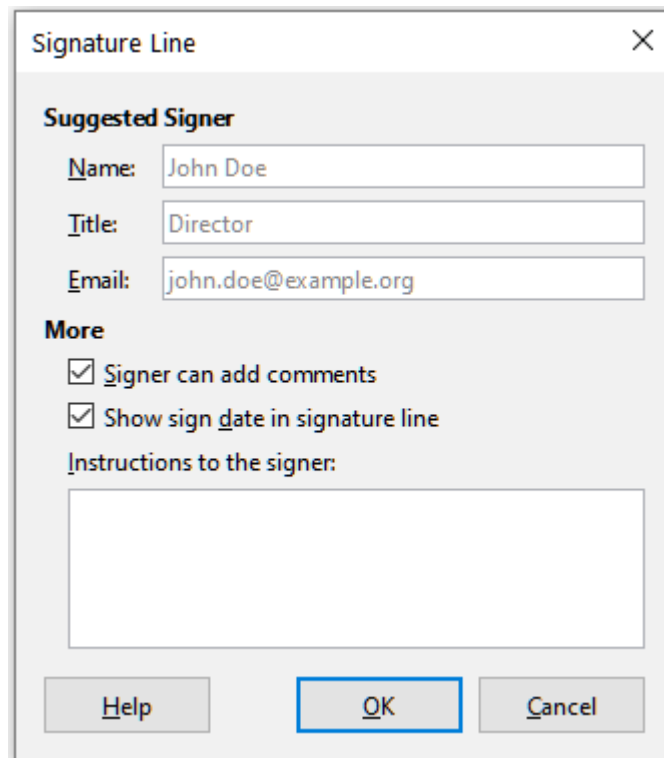 Signature Line
Suggested Signer
Name: John Doe
Title: Director
Email: john.doe@example.org
More
Signer can add comments
Show sign date in signature line
Instructions to the signer:
Help OK Cancel